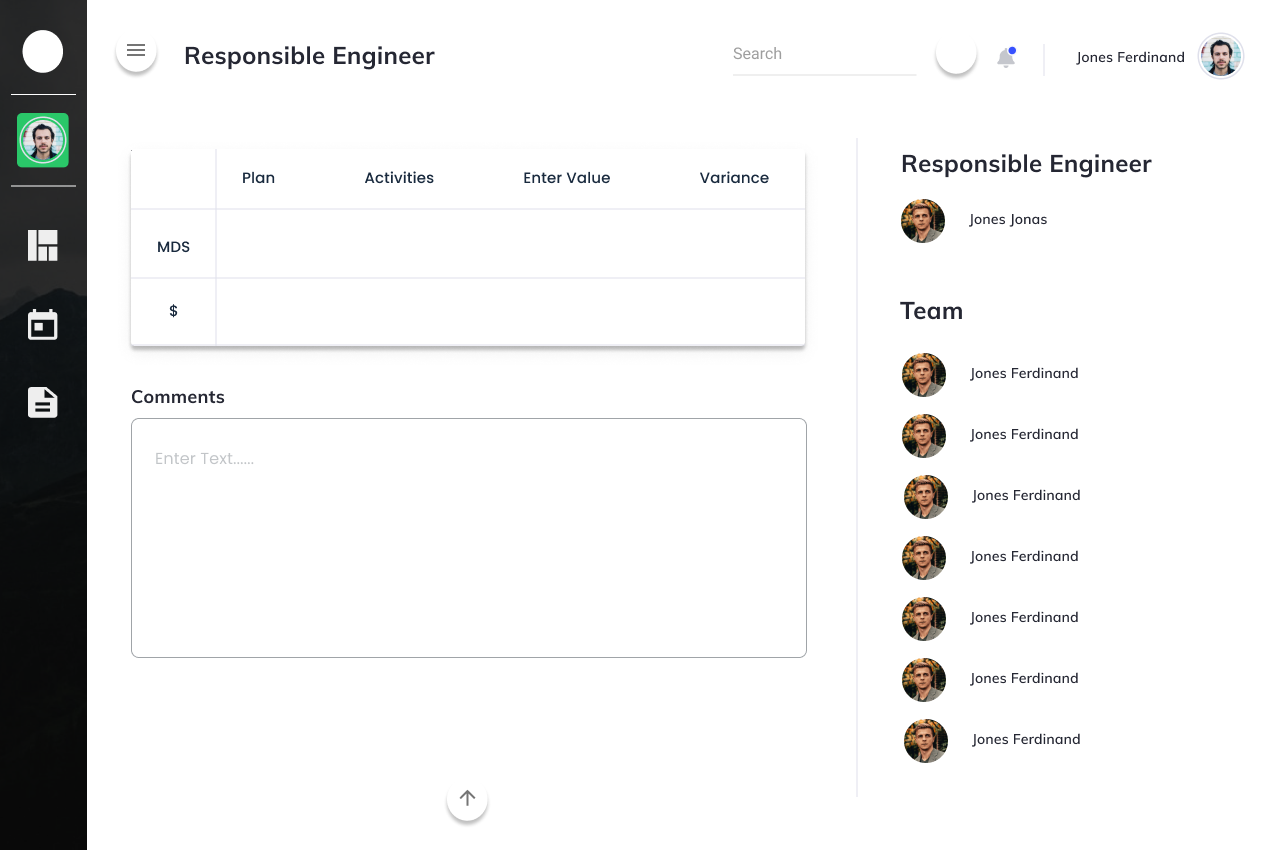 Responsible Engineer
Search
Jones Ferdinand
Plan Activities Enter Value Variance
MDS
$
Comments
Enter Text......
Responsible Engineer
Jones Jonas
Team
Jones Ferdinand
Jones Ferdinand
Jones Ferdinand
Jones Ferdinand
Jones Ferdinand
Jones Ferdinand
Jones Ferdinand